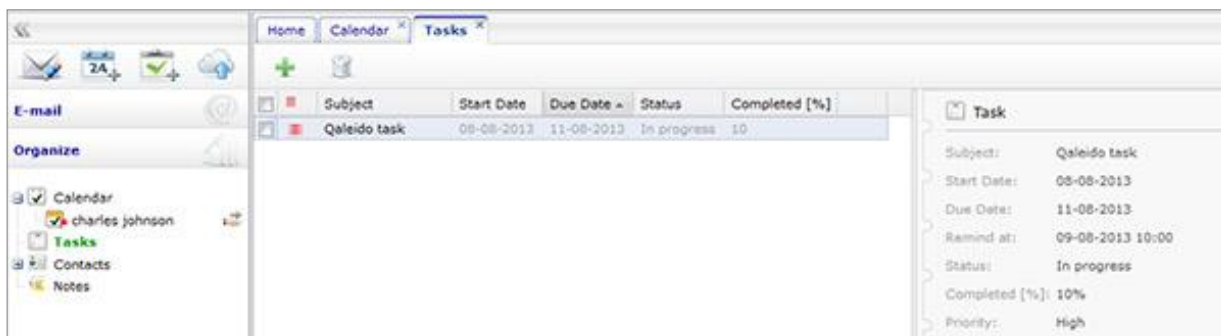 Home Calendar Tasks
24
E-mail
Organize
Calendar
charles johnson
Tasks
Contacts
Notes
Subject Start Date Due Date Status Completed [%]
Qaleido task 08-08-2013 11-08-2013 In progress 10
Task
Subject: Qaleido task
Start Date: 08-08-2013
Due Date: 11-08-2013
Remind at: 09-08-2013 10:00
Status: In progress
Completed [%]: 10%
Priority: High